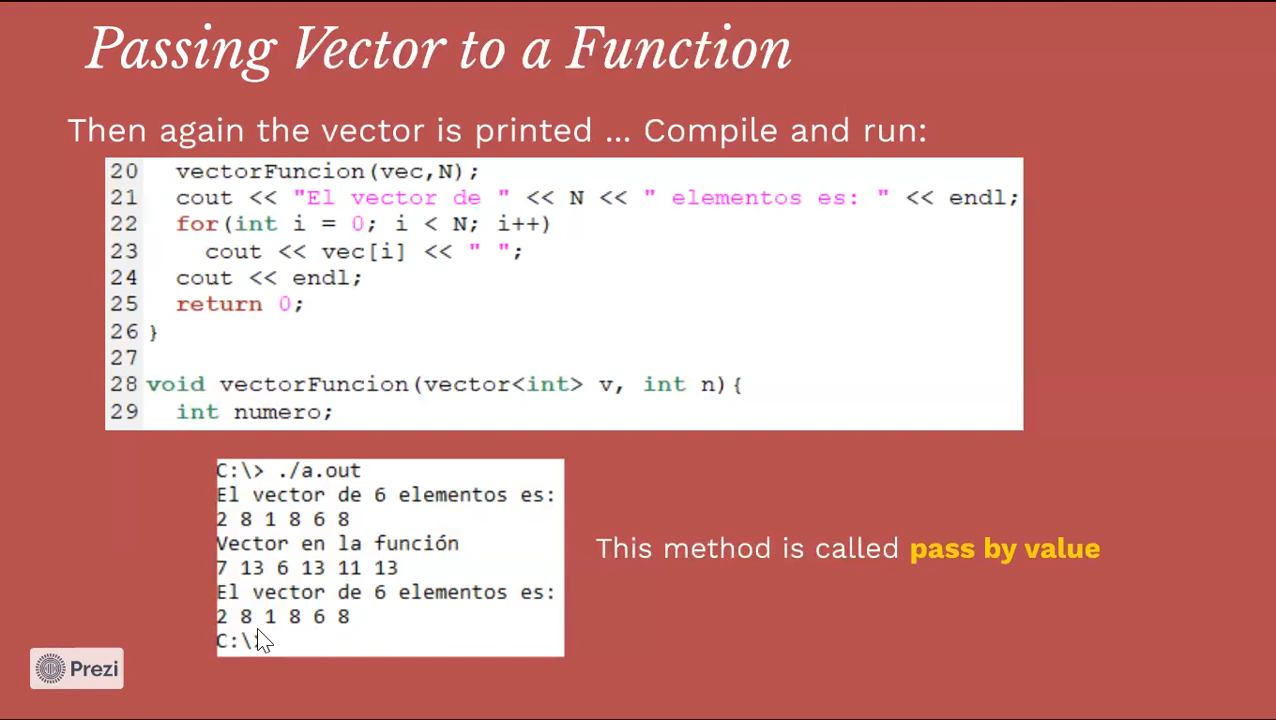 Passing Vector to a Function
Then again the vector is printed ... Compile and run:
20 vectorFuncion(vec,N);
21 cout << "El vector de " << N << " elementos es: " << endl;
22 for(int i = 0; i < N; i++)
23 cout << vec[i] << " ";
24 cout << endl;
25 return 0;
26 }
27
28 void vectorFuncion(vector<int> v, int n){
29 int numero;
C:\> ./a.out
El vector de 6 elementos es:
2 8 1 8 6 8
Vector en la función
7 13 6 13 11 13
El vector de 6 elementos es:
2 8 1 8 6 8
C:\>
This method is called pass by value
Prezi